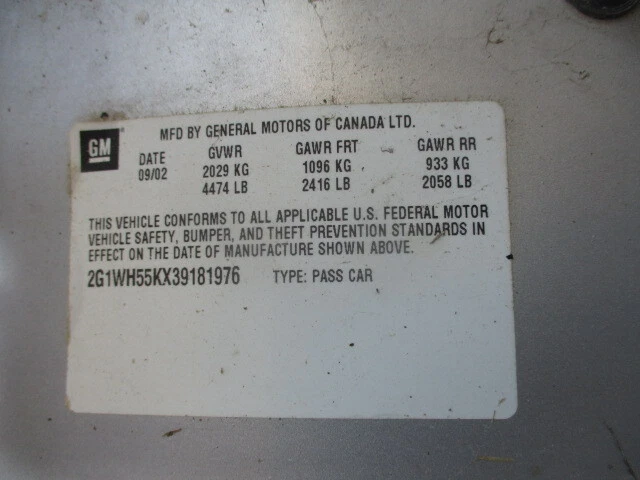 GM
MFD BY GENERAL MOTORS OF CANADA LTD.
DATE GVWR GAWR FRT GAWR RR
09/02 2029 KG 1096 KG 933 KG
4474 LB 2416 LB 2058 LB
THIS VEHICLE CONFORMS TO ALL APPLICABLE U.S. FEDERAL MOTOR
VEHICLE SAFETY, BUMPER, AND THEFT PREVENTION STANDARDS IN
EFFECT ON THE DATE OF MANUFACTURE SHOWN ABOVE.
2G1WH55KX39181976 TYPE: PASS CAR